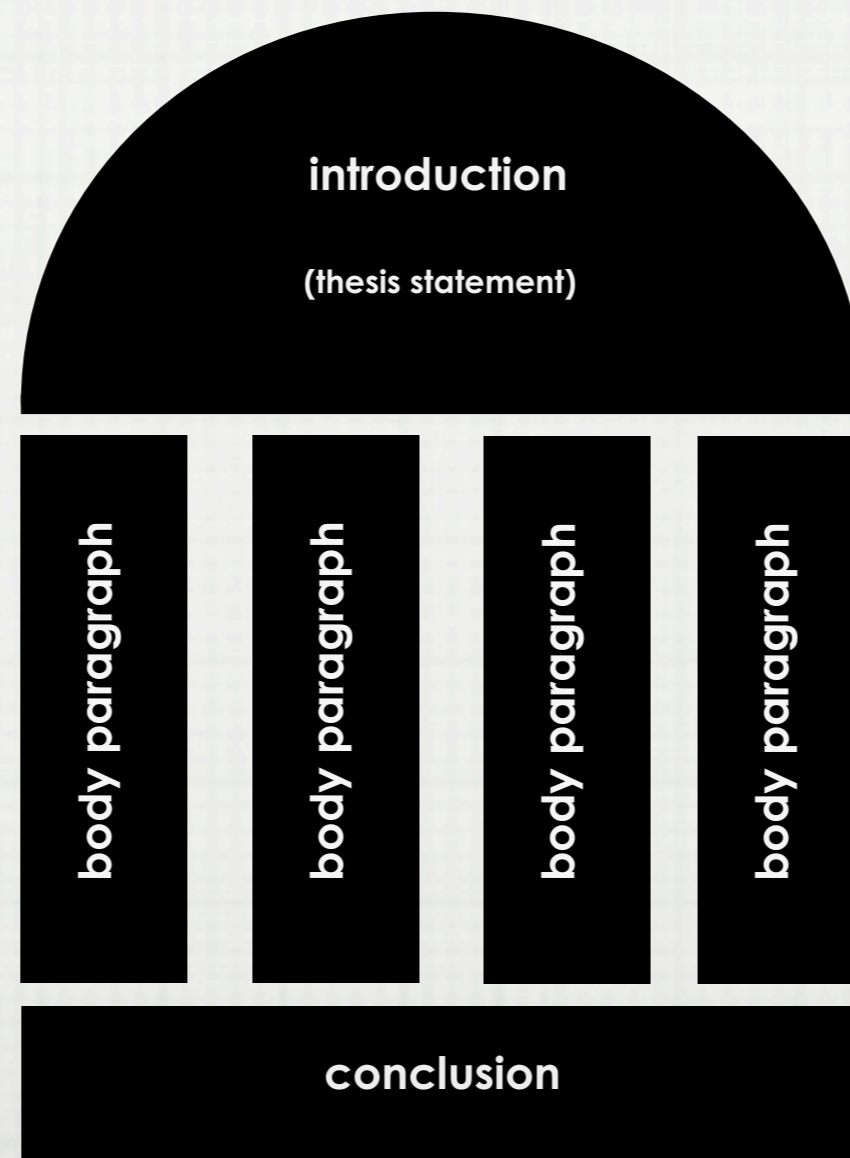 introduction
(thesis statement)
body paragraph
body paragraph
body paragraph
body paragraph
conclusion